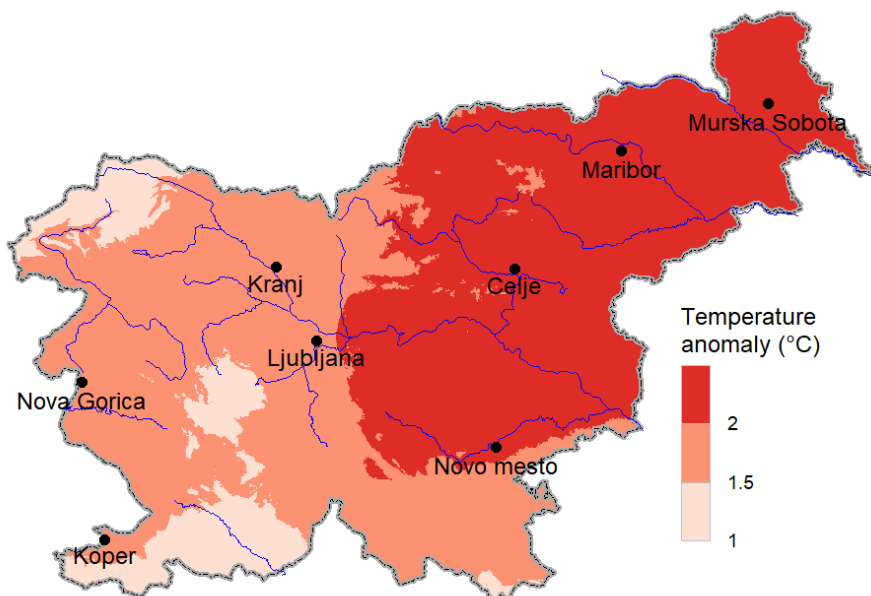 Murska Sobota
Maribor
Kranj
Celje
Temperature
anomaly (°C)
Ljubljana
Nova Gorica
2
Novo mesto
1.5
1
Koper